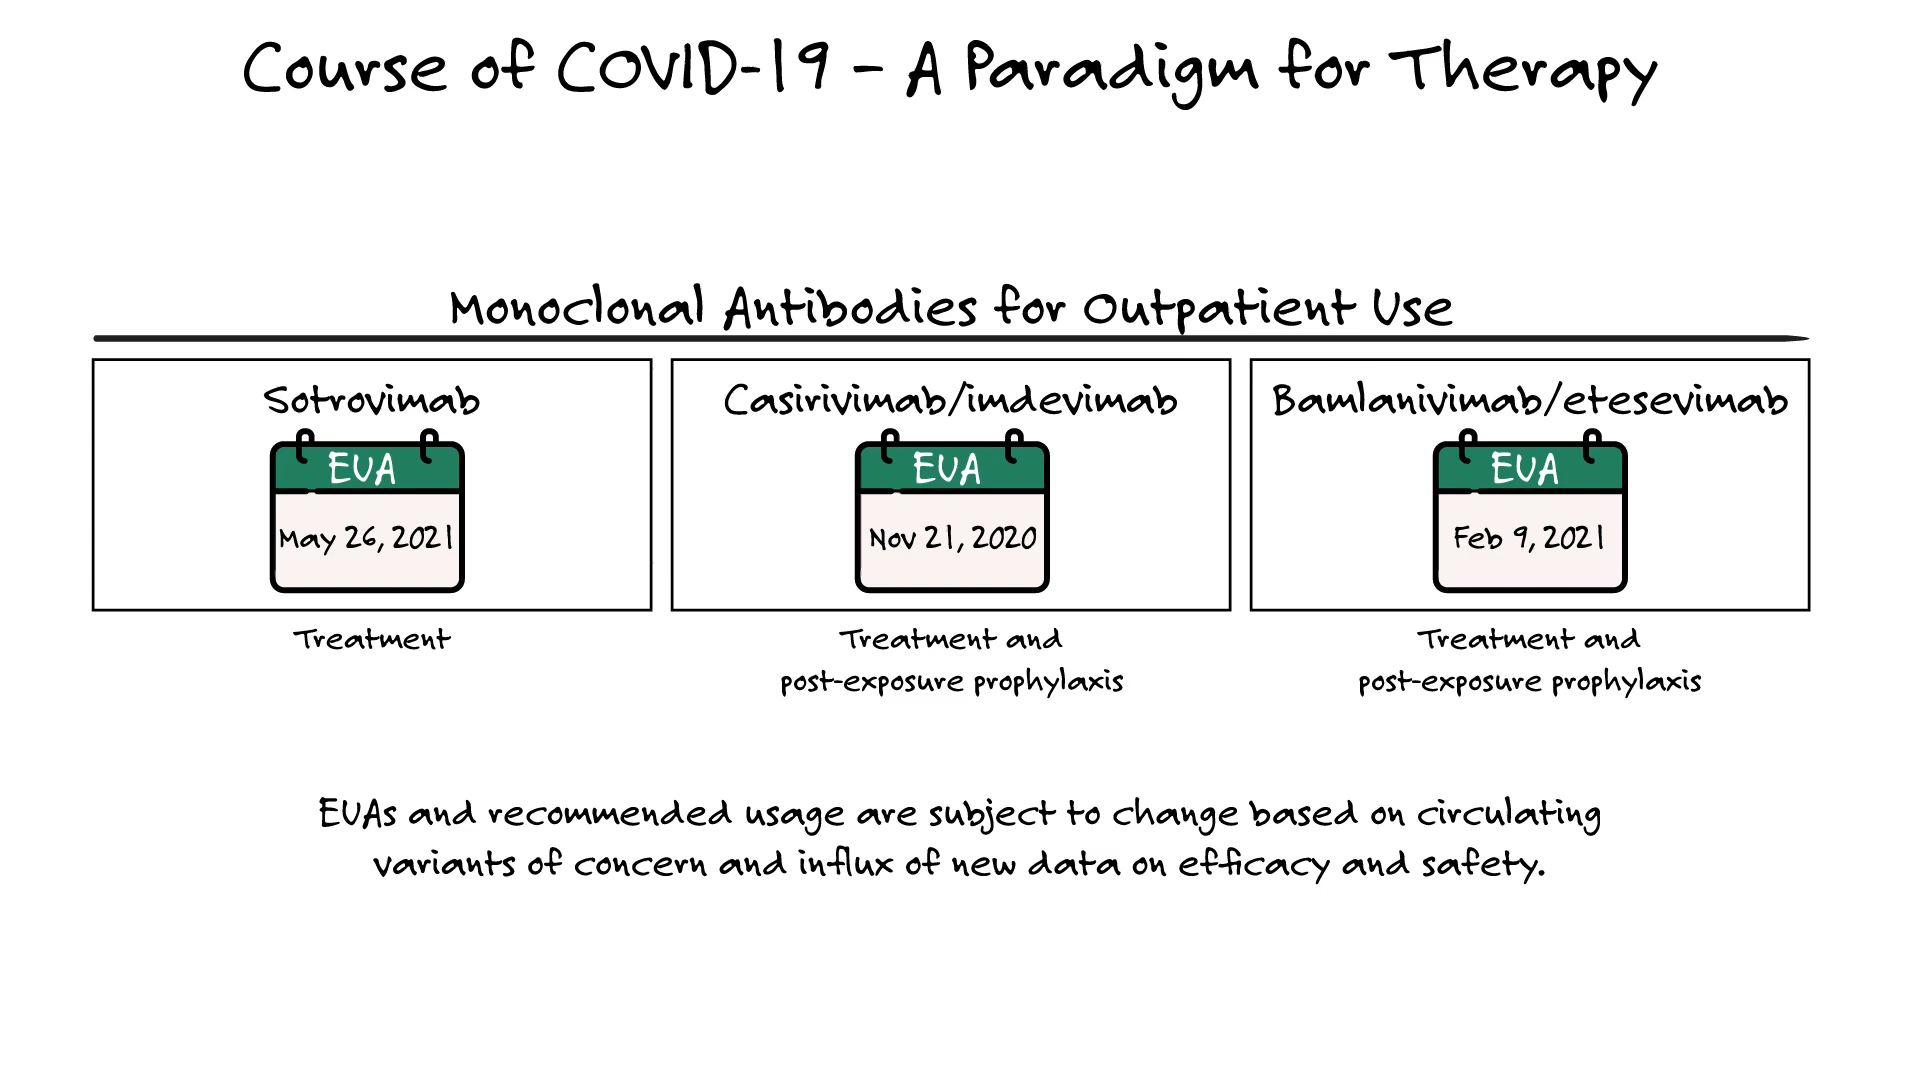 Course of COVID-19 – A Paradigm for Therapy
Monoclonal Antibodies for Outpatient Use
Sotrovimab
EUA
May 26, 2021
Treatment
Casirivimab/imdevimab
EUA
Nov 21, 2020
Treatment and
post-exposure prophylaxis
Bamlanivimab/etesevimab
EUA
Feb 9, 2021
Treatment and
post-exposure prophylaxis
EUAs and recommended usage are subject to change based on circulating
variants of concern and influx of new data on efficacy and safety.